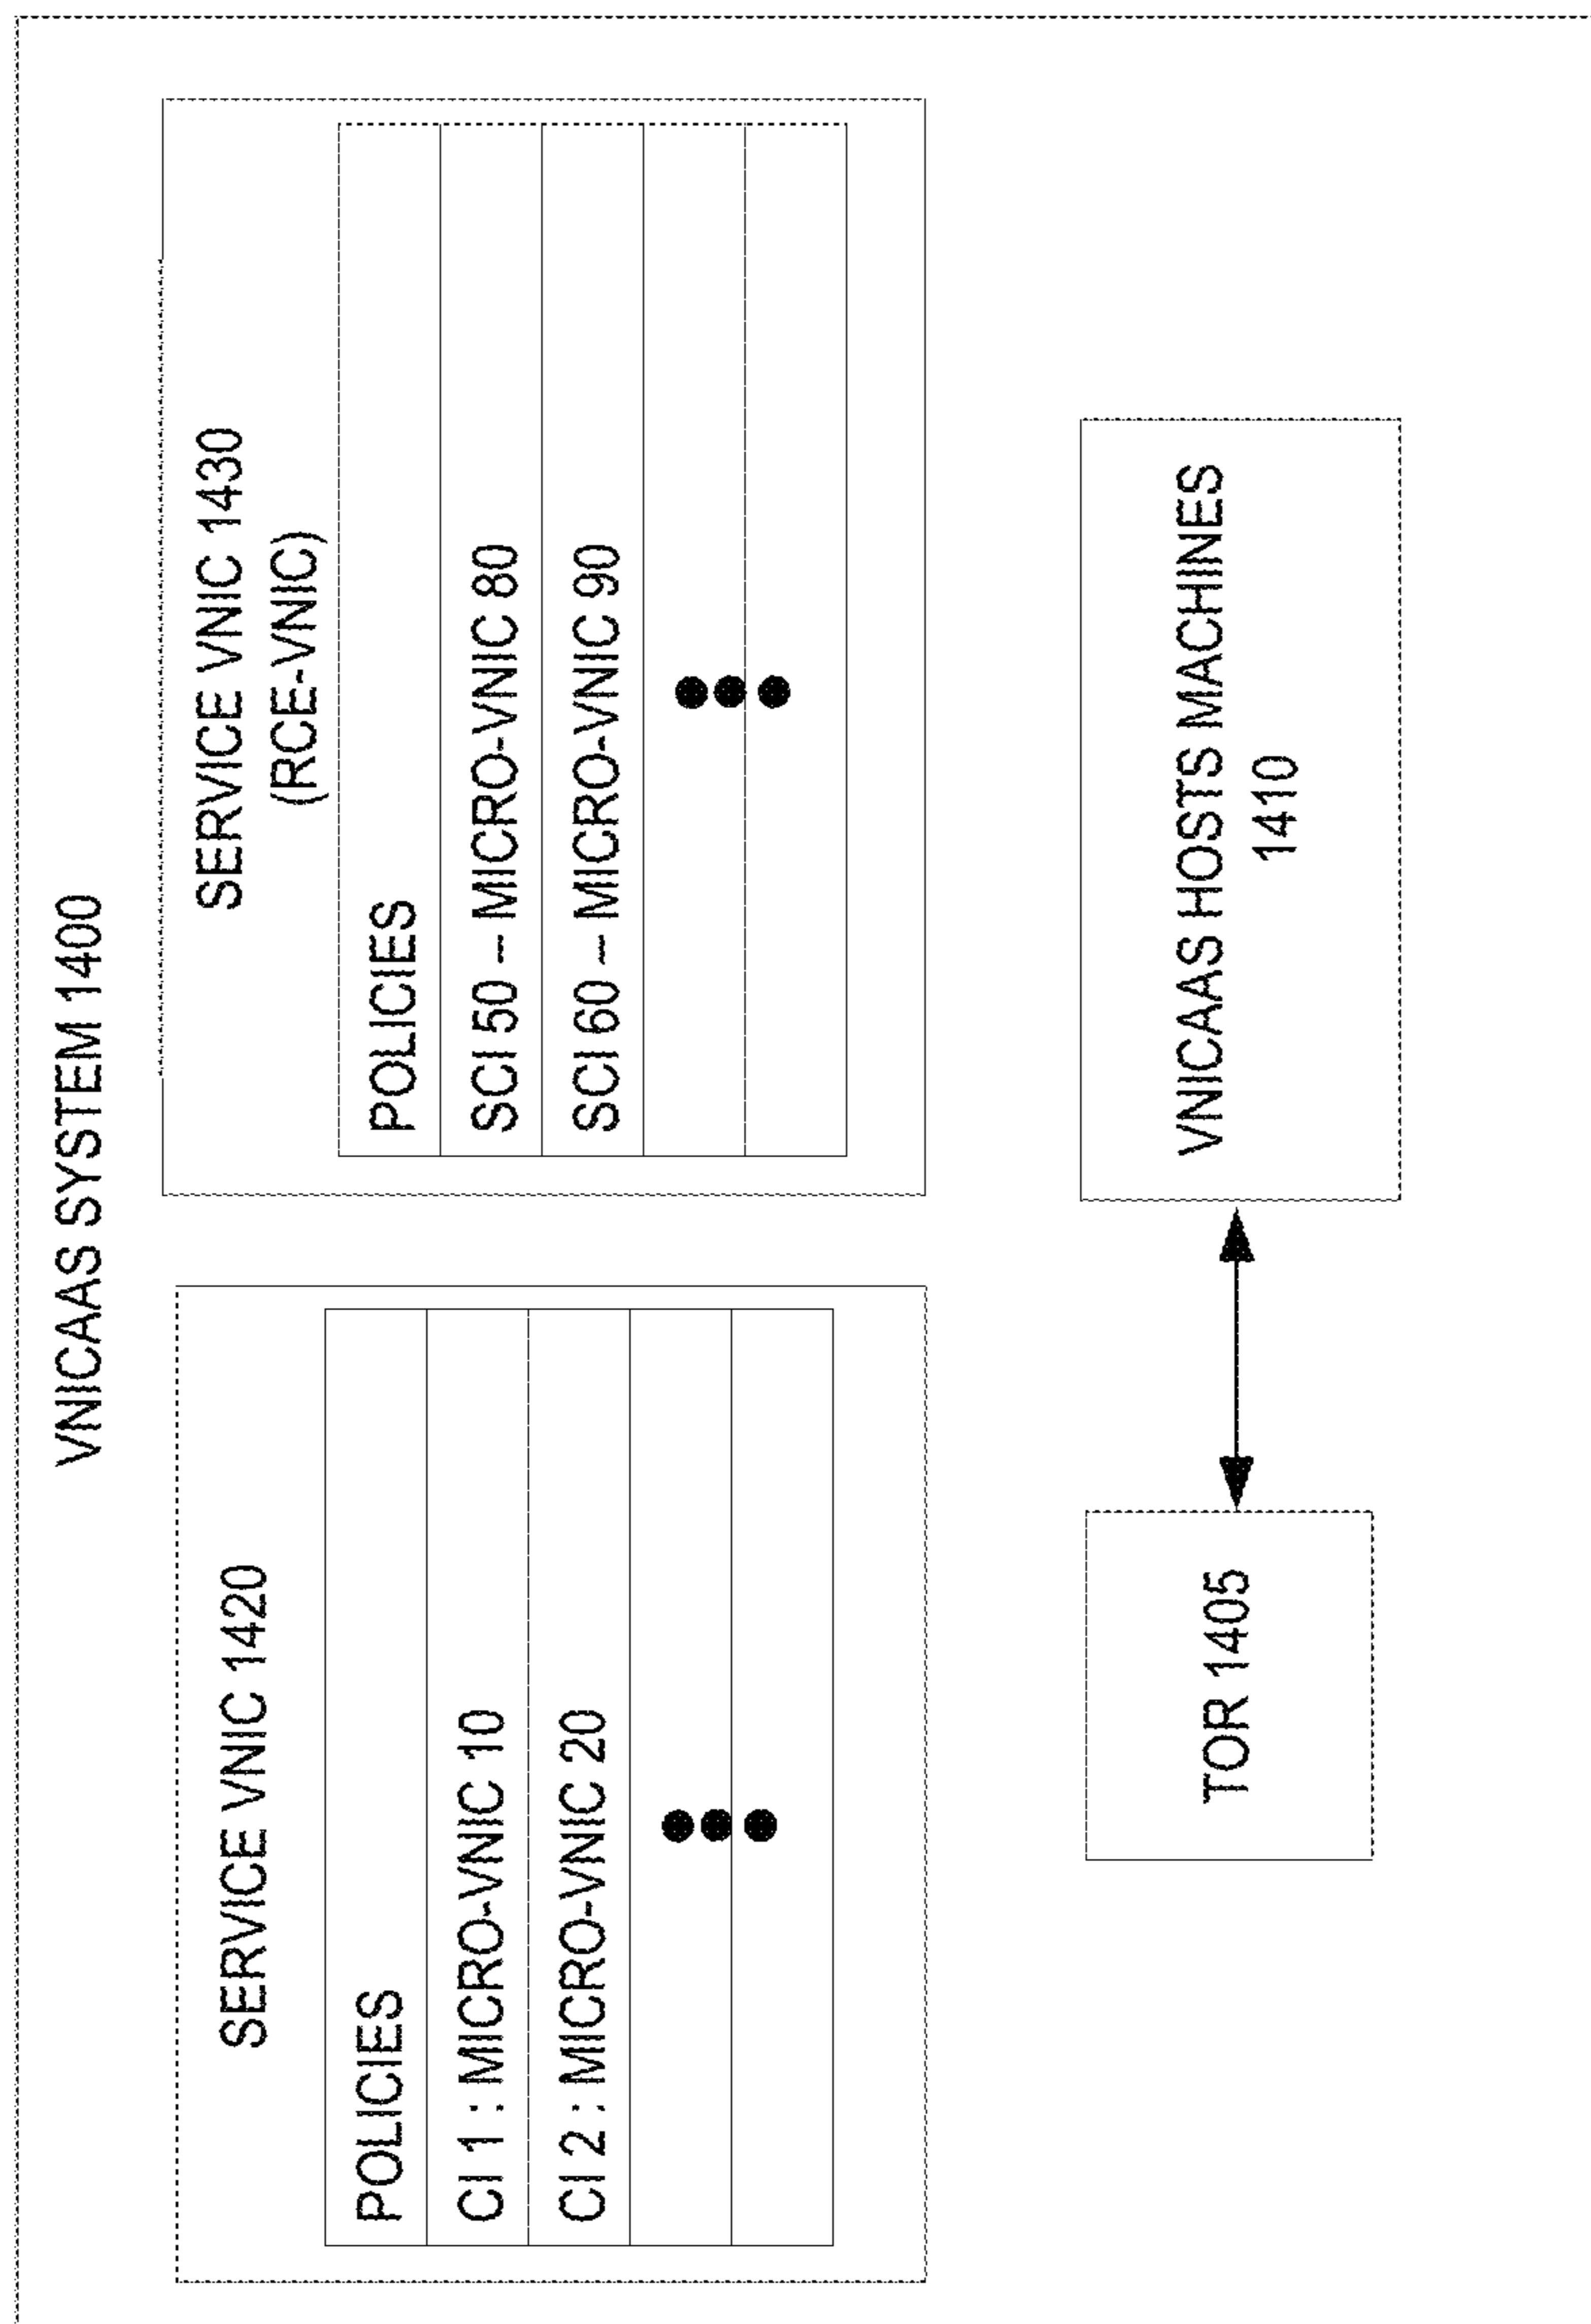 VNICAAS SYSTEM 1400
SERVICE VNIC 1420
POLICIES
CI 1 : MICRO-VNIC 10
CI 2 : MICRO-VNIC 20
SERVICE VNIC 1430
(RCE-VNIC)
POLICIES
SCI 50 -- MICRO-VNIC 80
SCI 60 -- MICRO-VNIC 90
TOR 1405
VNICAAS HOSTS MACHINES
1410